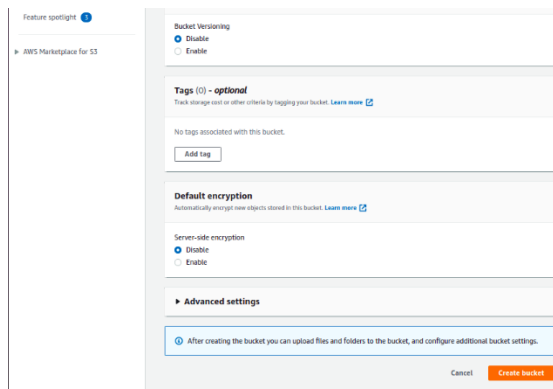 Feature spotlight 3
AWS Marketplace for S3
Bucket Versioning
Disable
Enable
Tags (0) - optional
Track storage cost or other criteria by tagging your bucket. Learn more
No tags associated with this bucket.
Add tag
Default encryption
Automatically encrypt new objects stored in this bucket. Learn more
Server-side encryption
Disable
Enable
Advanced settings
After creating the bucket you can upload files and folders to the bucket, and configure additional bucket settings.
Cancel
Create bucket